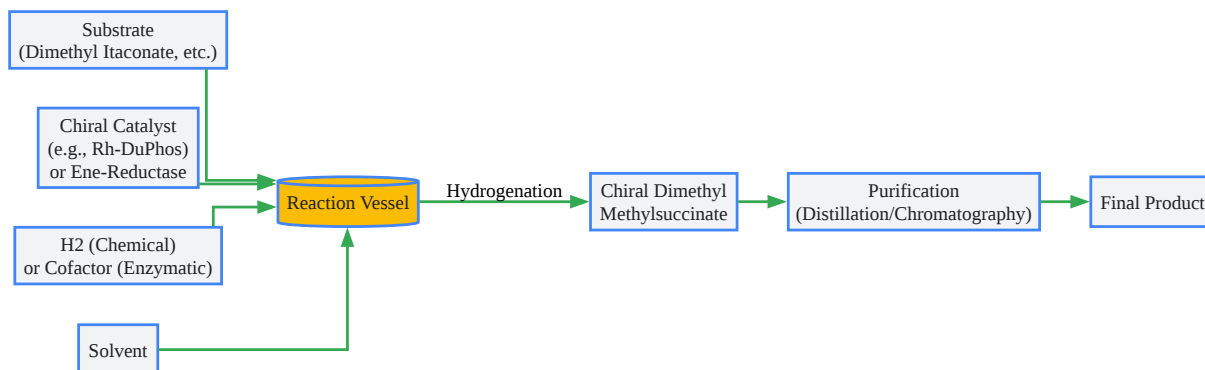 Substrate
(Dimethyl Itaconate, etc.)
Chiral Catalyst
(e.g., Rh-DuPhos)
or Ene-Reductase
H2 (Chemical)
or Cofactor (Enzymatic)
Solvent
Reaction Vessel
Hydrogenation
Chiral Dimethyl
Methylsuccinate
Purification
(Distillation/Chromatography)
Final Product